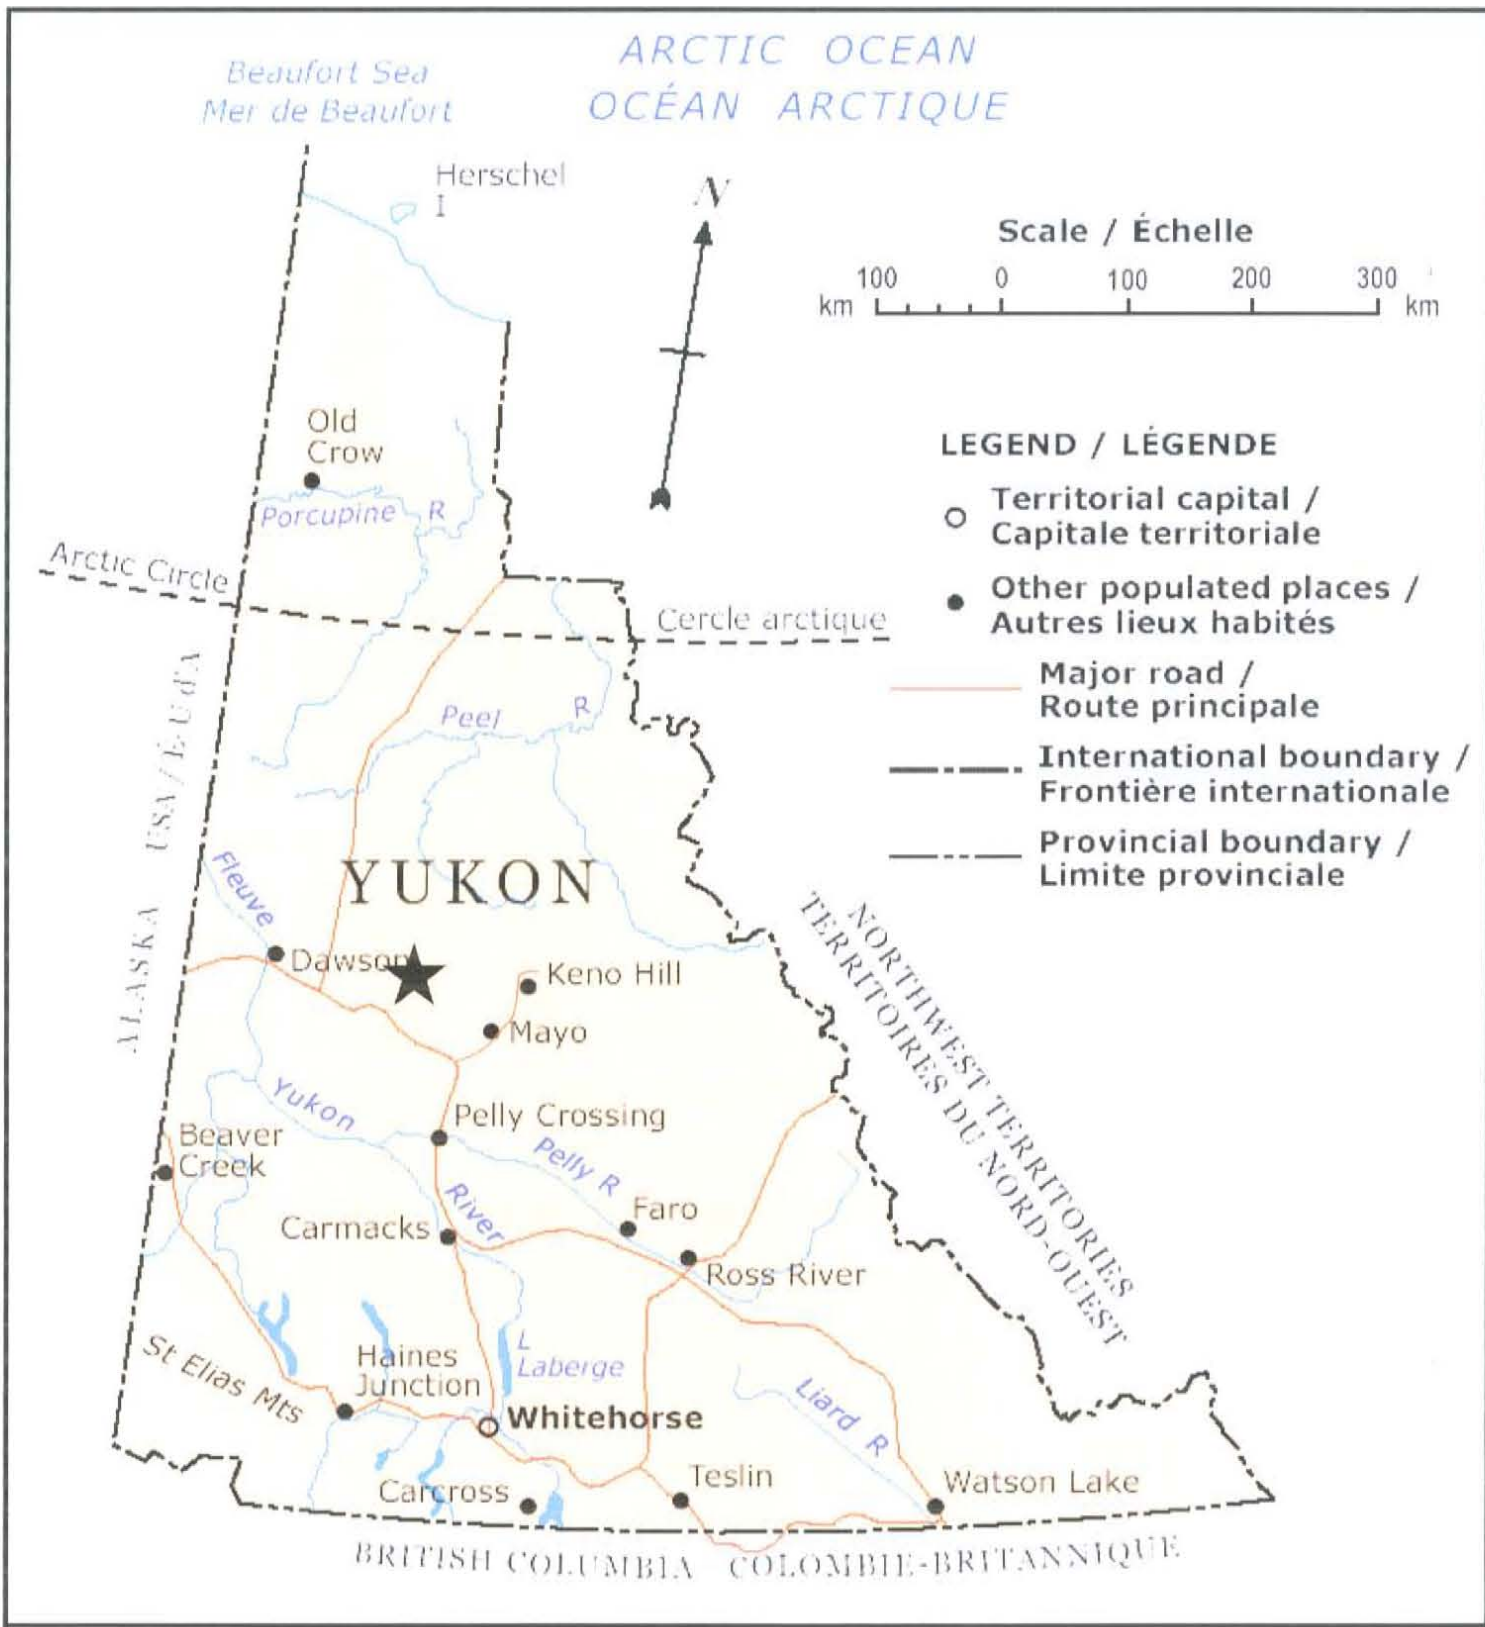 ARCTIC OCEAN
OCÉAN ARCTIQUE
Beaufort Sea
Mer de Beaufort
Herschel
I
N
Scale / Échelle
100 0 100 200 300
km km
Old
Crow
Porcupine R
Arctic Circle
Cercle arctique
LEGEND / LÉGENDE
Territorial capital /
Capitale territoriale
Other populated places /
Autres lieux habités
Major road /
Route principale
International boundary /
Frontière internationale
Provincial boundary /
Limite provinciale
Peel R
ALASKA USA/É-U d'A
YUKON
Fleuve
Dawson
Keno Hill
Mayo
NORTHWEST TERRITORIES
TERRITOIRES DU NORD-OUEST
Yukon
River
Pelly Crossing
Pelly R
Beaver
Creek
Carmacks
Faro
Ross River
St Elias Mts
Haines
Junction
L
Laberge
Whitehorse
Liard R
Carcross
Teslin
Watson Lake
BRITISH COLUMBIA COLOMBIE-BRITANNIQUE